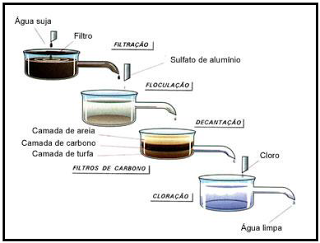 Água suja
Filtro
FILTRAÇÃO
Sulfato de alumínio
FLOCULAÇÃO
DECANTAÇÃO
Camada de areia
Camada de carbono
Camada de turfa
FILTROS DE CARBONO
Cloro
CLORAÇÃO
Água limpa